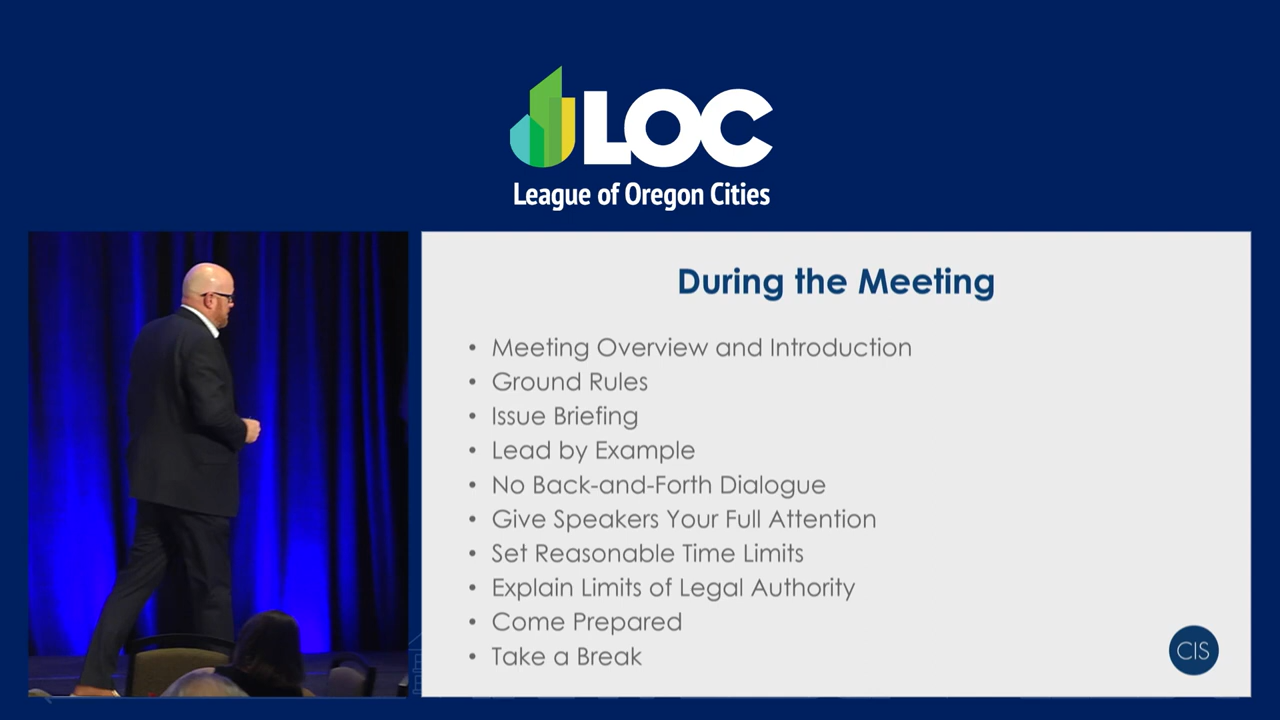 LOC
League of Oregon Cities
During the Meeting
• Meeting Overview and Introduction
• Ground Rules
• Issue Briefing
• Lead by Example
• No Back-and-Forth Dialogue
• Give Speakers Your Full Attention
• Set Reasonable Time Limits
• Explain Limits of Legal Authority
• Come Prepared
• Take a Break
CIS